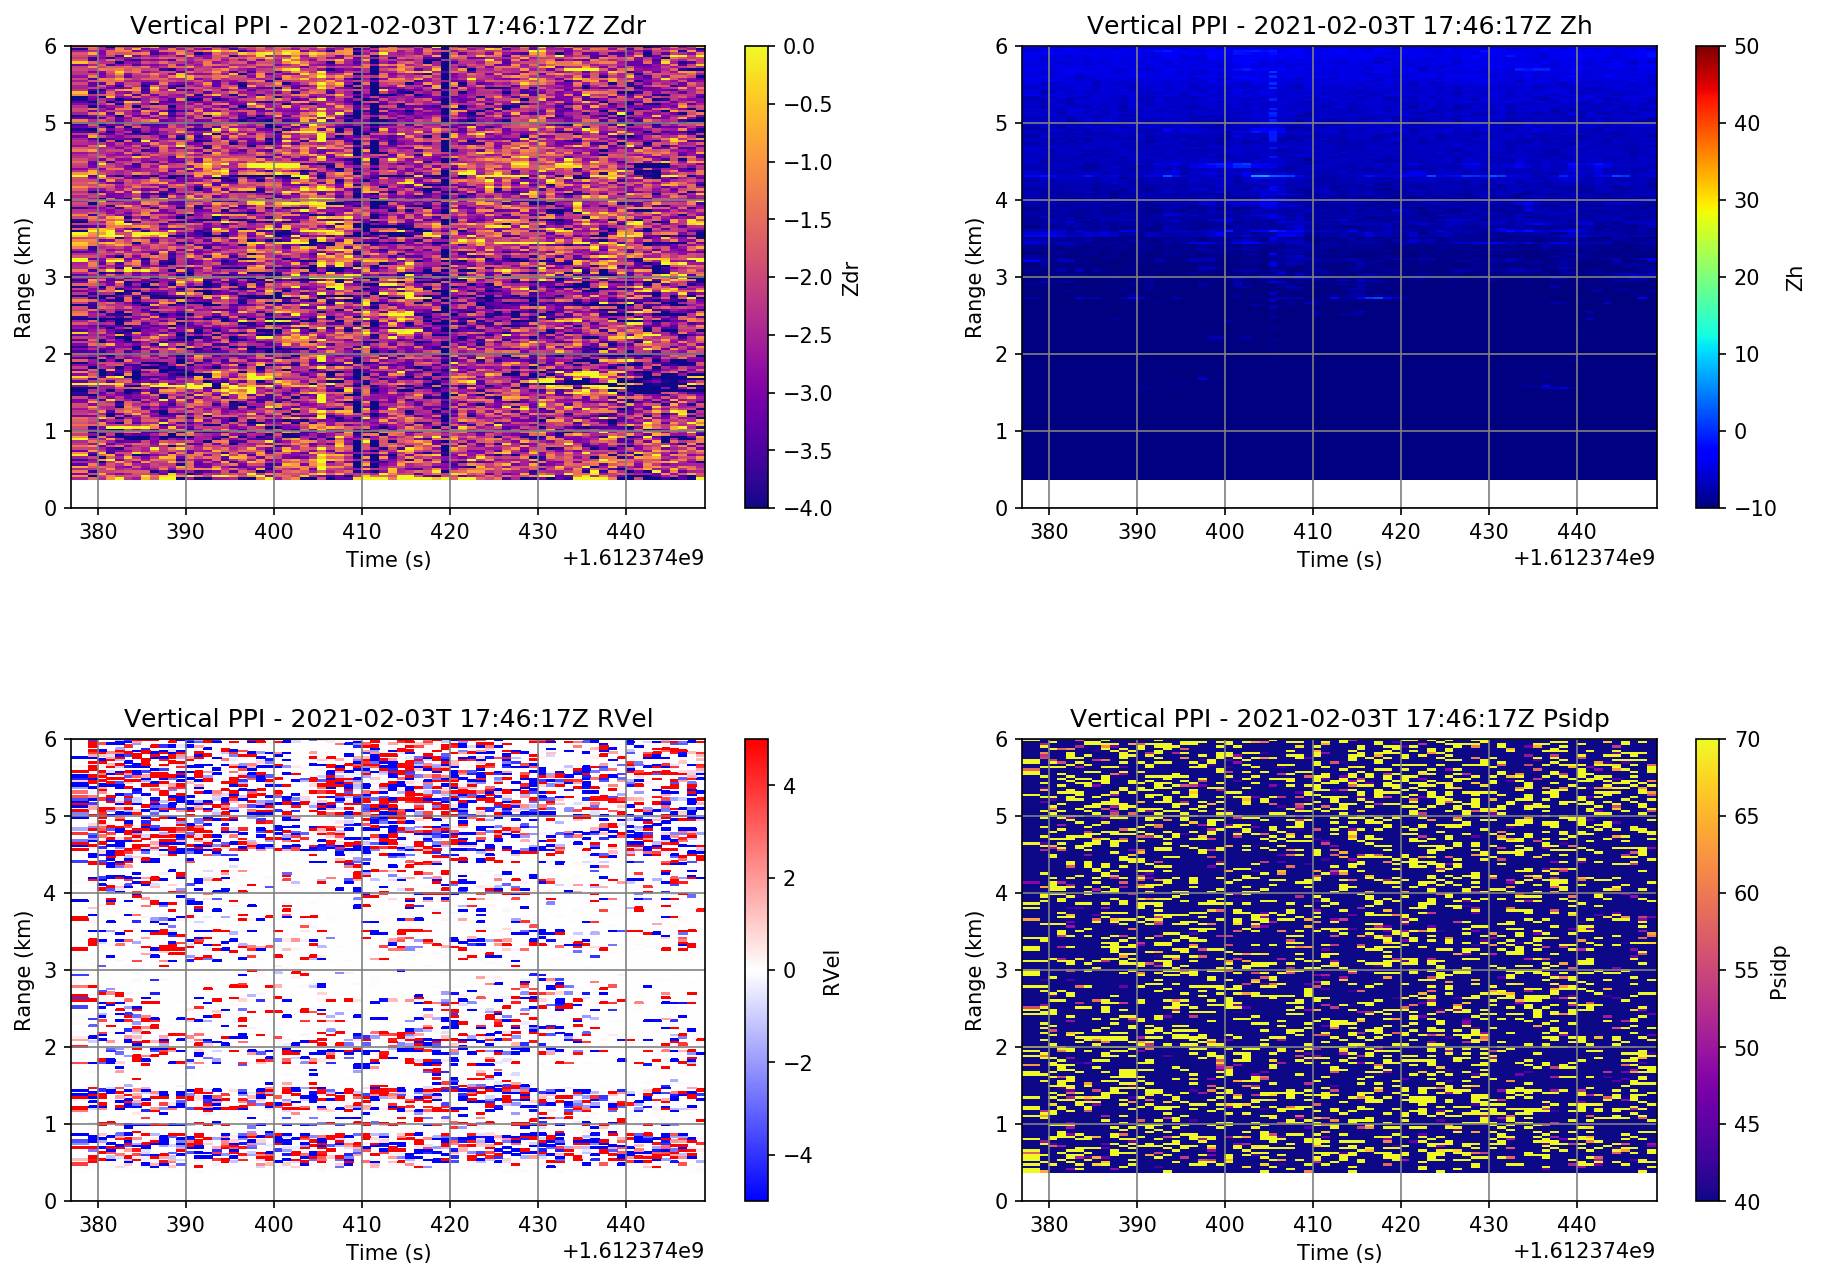 Vertical PPI - 2021-02-03T 17:46:17Z Zdr
6
5
4
3
2
1
0
Range (km)
380 390 400 410 420 430 440
Time (s)
+1.612374e9
0.0
−0.5
−1.0
−1.5
−2.0
−2.5
−3.0
−3.5
−4.0
Zdr
Vertical PPI - 2021-02-03T 17:46:17Z Zh
6
5
4
3
2
1
0
Range (km)
380 390 400 410 420 430 440
Time (s)
+1.612374e9
50
40
30
20
10
0
−10
Zh
Vertical PPI - 2021-02-03T 17:46:17Z RVel
6
5
4
3
2
1
0
Range (km)
380 390 400 410 420 430 440
Time (s)
+1.612374e9
4
2
0
−2
−4
RVel
Vertical PPI - 2021-02-03T 17:46:17Z Psidp
6
5
4
3
2
1
0
Range (km)
380 390 400 410 420 430 440
Time (s)
+1.612374e9
70
65
60
55
50
45
40
Psidp